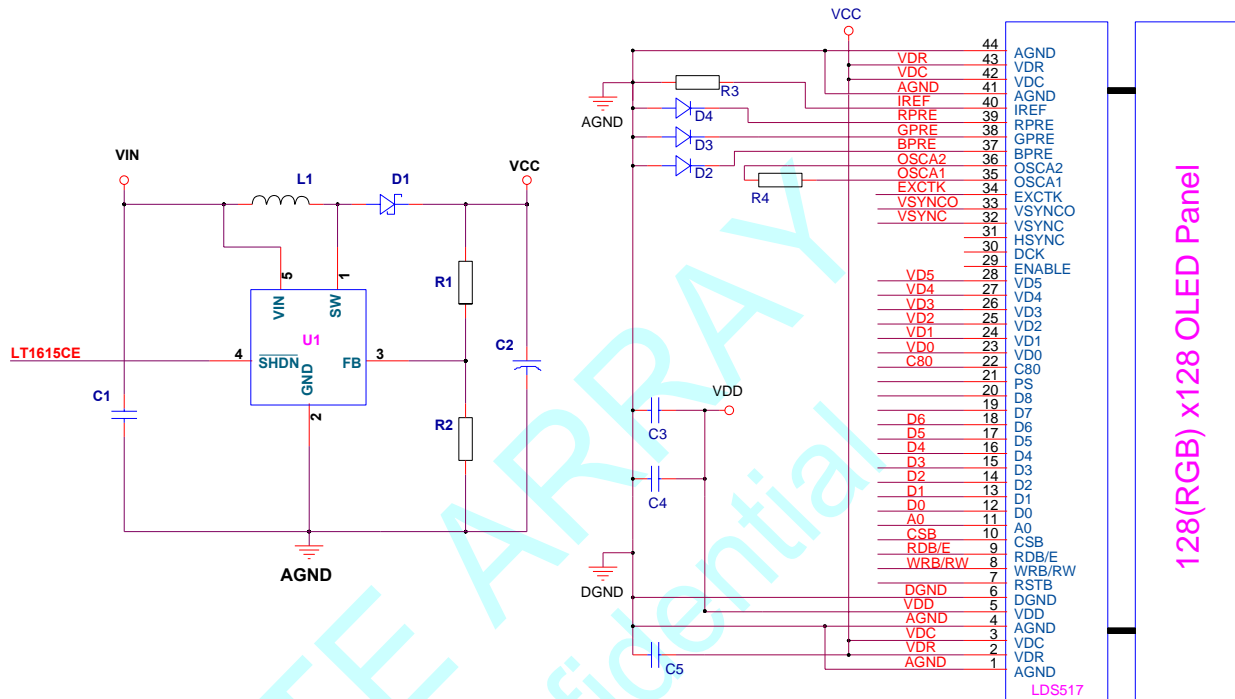 VIN
L1
D1
VCC
5
1
VIN
SW
R1
U1
LT1615CE
4
SHDN
FB
3
GND
C2
C1
2
R2
AGND
VCC
AGND
R3
D4
D3
D2
R4
VDD
C3
C4
DGND
C5
44 AGND
VDR 43 VDR
VDC 42 VDC
AGND 41 AGND
IREF 40 IREF
RPRE 39 RPRE
GPRE 38 GPRE
BPRE 37 BPRE
OSCA2 36 OSCA2
OSCA1 35 OSCA1
EXCTK 34 EXCTK
VSYNCO 33 VSYNCO
VSYNC 32 VSYNC
31 HSYNC
30 DCK
29 ENABLE
VD5 28 VD5
VD4 27 VD4
VD3 26 VD3
VD2 25 VD2
VD1 24 VD1
VD0 23 VD0
C80 22 C80
21 PS
20 D8
19 D7
D6 18 D6
D5 17 D5
D4 16 D4
D3 15 D3
D2 14 D2
D1 13 D1
D0 12 D0
A0 11 A0
CSB 10 CSB
RDB/E 9 RDB/E
WRB/RW 8 WRB/RW
7 RSTB
DGND 6 DGND
VDD 5 VDD
AGND 4 AGND
VDC 3 VDC
VDR 2 VDR
AGND 1 AGND
LDS517
128(RGB) x128 OLED Panel
ARRAY